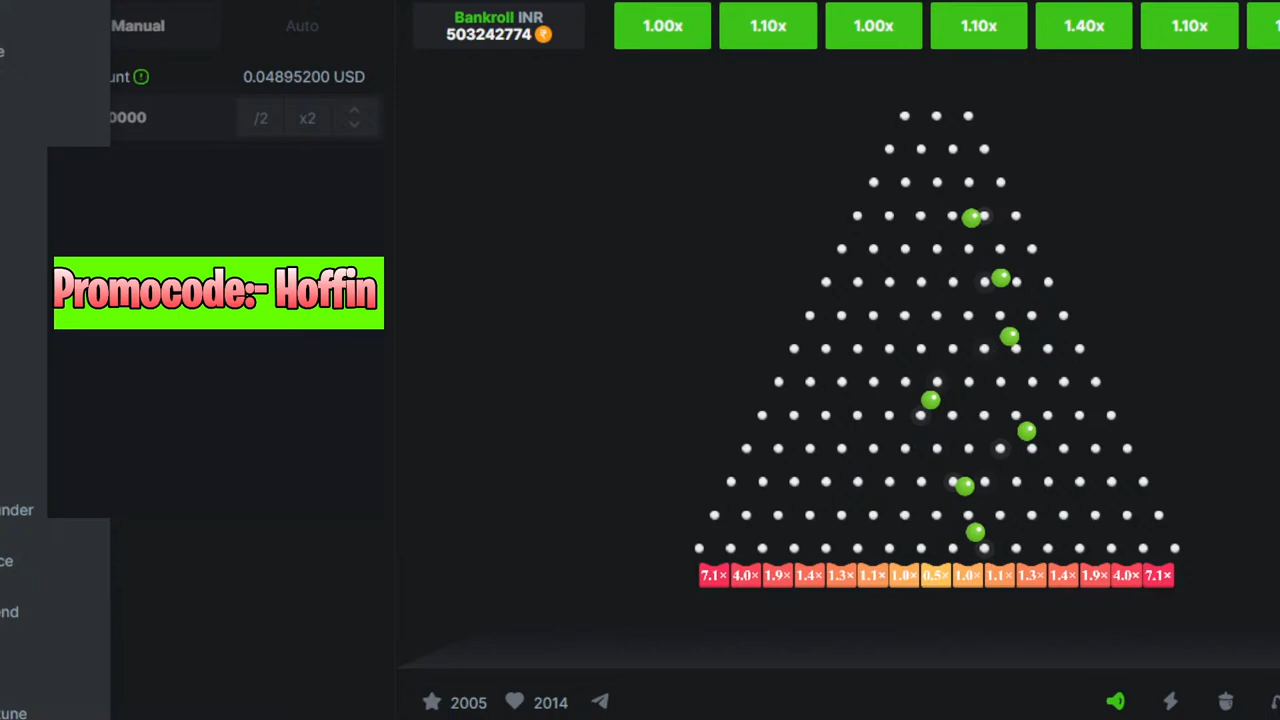 Manual
Auto
Bankroll INR
503242774
1.00x
1.10x
1.00x
1.10x
1.40x
1.10x
e
unt
0.04895200 USD
0000
/2
x2
Promocode:- Hoffin
under
ce
end
tune
7.1× 4.0× 1.9× 1.4× 1.3× 1.1× 1.0× 0.5× 1.0× 1.1× 1.3× 1.4× 1.9× 4.0× 7.1×
2005
2014